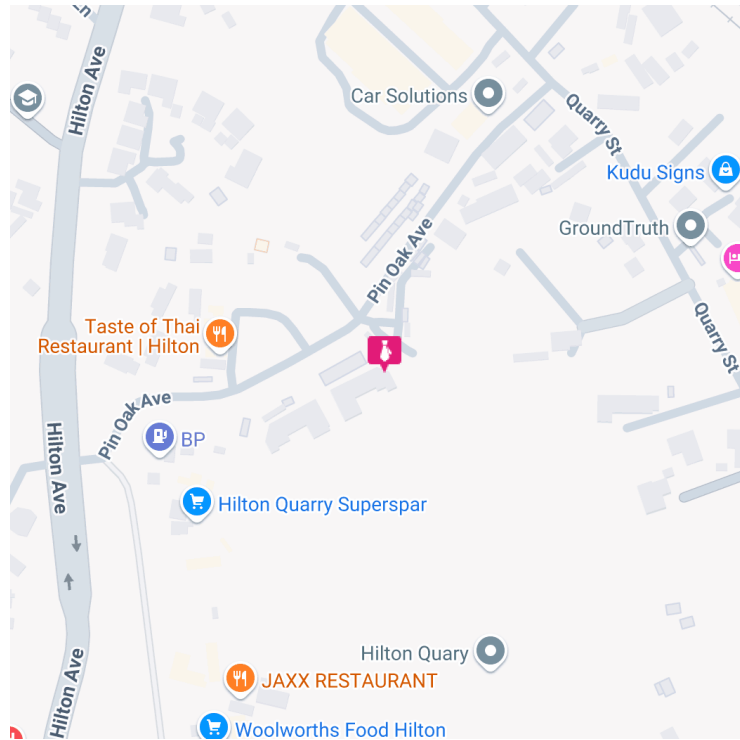 Ln
Hilton Ave
Car Solutions
Quarry St
Kudu Signs
GroundTruth
Pin Oak Ave
Taste of Thai
Restaurant | Hilton
Quarry St
Pin Oak Ave
Hilton Ave
BP
Hilton Quarry Superspar
Hilton Quary
JAXX RESTAURANT
Hilton Ave
Woolworths Food Hilton